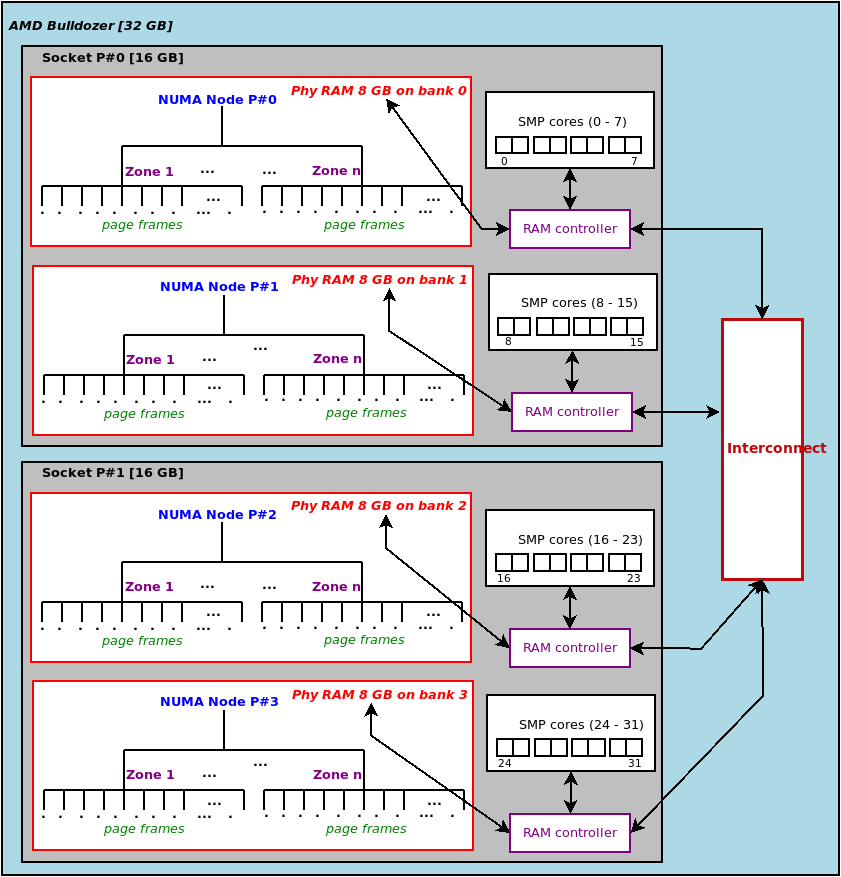 AMD Bulldozer [32 GB]
Socket P#0 [16 GB]
NUMA Node P#0
Phy RAM 8 GB on bank 0
Zone 1 ... ... Zone n
...
...
... ...
page frames
page frames
SMP cores (0 - 7)
0 7
RAM controller
NUMA Node P#1
Phy RAM 8 GB on bank 1
...
Zone 1 ... Zone n
...
...
... ...
page frames
page frames
SMP cores (8 - 15)
8 15
RAM controller
Interconnect
Socket P#1 [16 GB]
NUMA Node P#2
Phy RAM 8 GB on bank 2
Zone 1 ... ... Zone n
...
...
... ...
page frames
page frames
SMP cores (16 - 23)
16 23
RAM controller
NUMA Node P#3
Phy RAM 8 GB on bank 3
...
Zone 1 ... Zone n
...
...
... ...
page frames
page frames
SMP cores (24 - 31)
24 31
RAM controller